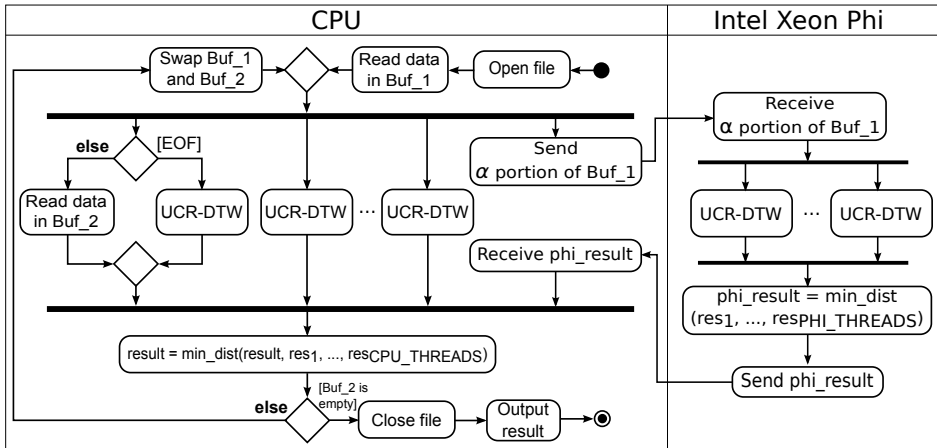 CPU
Intel Xeon Phi
Swap Buf_1
and Buf_2
Read data
in Buf_1
Open file
Receive
α portion of Buf_1
else
[EOF]
Send
α portion of Buf_1
Read data
in Buf_2
UCR-DTW
UCR-DTW
...
UCR-DTW
UCR-DTW
...
UCR-DTW
Receive phi_result
phi_result = min_dist
(res1, ..., resPHI_THREADS)
result = min_dist(result, res1, ..., resCPU_THREADS)
Send phi_result
else
[Buf_2 is
empty]
Close file
Output
result